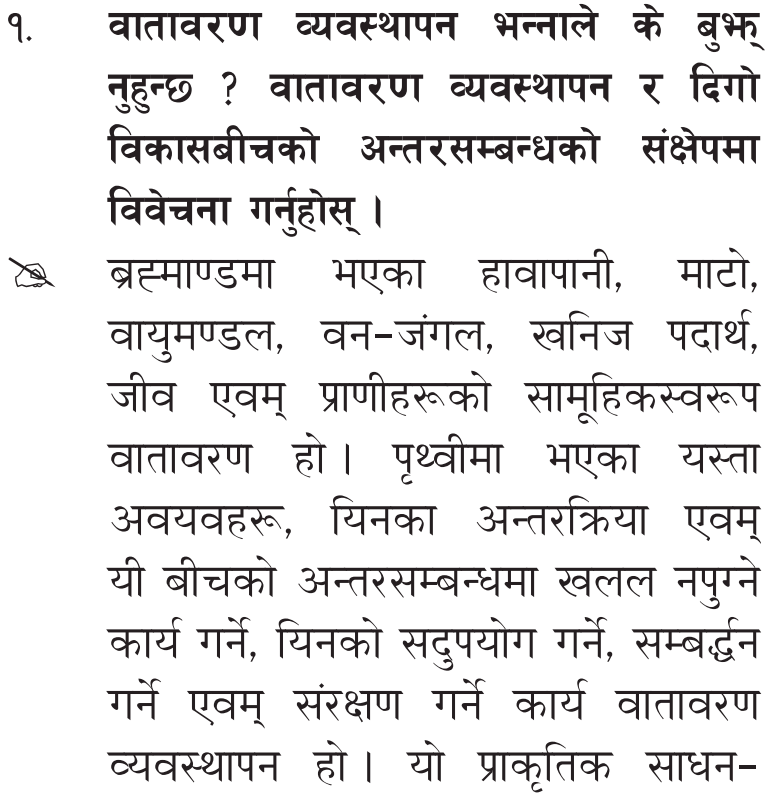 १. वातावरण व्यवस्थापन भन्नाले के बुझ्
नुहुन्छ ? वातावरण व्यवस्थापन र दिगो
विकासबीचको अन्तरसम्बन्धको संक्षेपमा
विवेचना गर्नुहोस् ।
ब्रह्माण्डमा भएका हावापानी, माटो,
वायुमण्डल, वन-जंगल, खनिज पदार्थ,
जीव एवम् प्राणीहरूको सामूहिकस्वरूप
वातावरण हो । पृथ्वीमा भएका यस्ता
अवयवहरू, यिनका अन्तरक्रिया एवम्
यी बीचको अन्तरसम्बन्धमा खलल नपुग्ने
कार्य गर्ने, यिनको सदुपयोग गर्ने, सम्बर्द्धन
गर्ने एवम् संरक्षण गर्ने कार्य वातावरण
व्यवस्थापन हो । यो प्राकृतिक साधन-